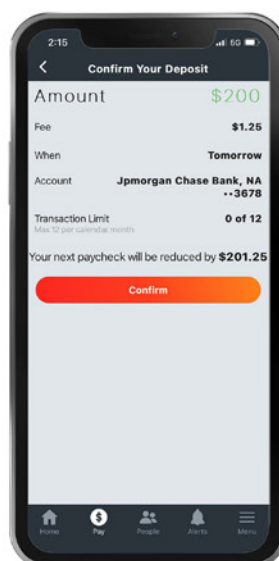 2:15
5G
Confirm Your Deposit
Amount $200
Fee $1.25
When Tomorrow
Account Jpmorgan Chase Bank, NA
--3678
Transaction Limit 0 of 12
Max 12 per calendar month
Your next paycheck will be reduced by $201.25
Confirm
Home Pay People Alerts Menu